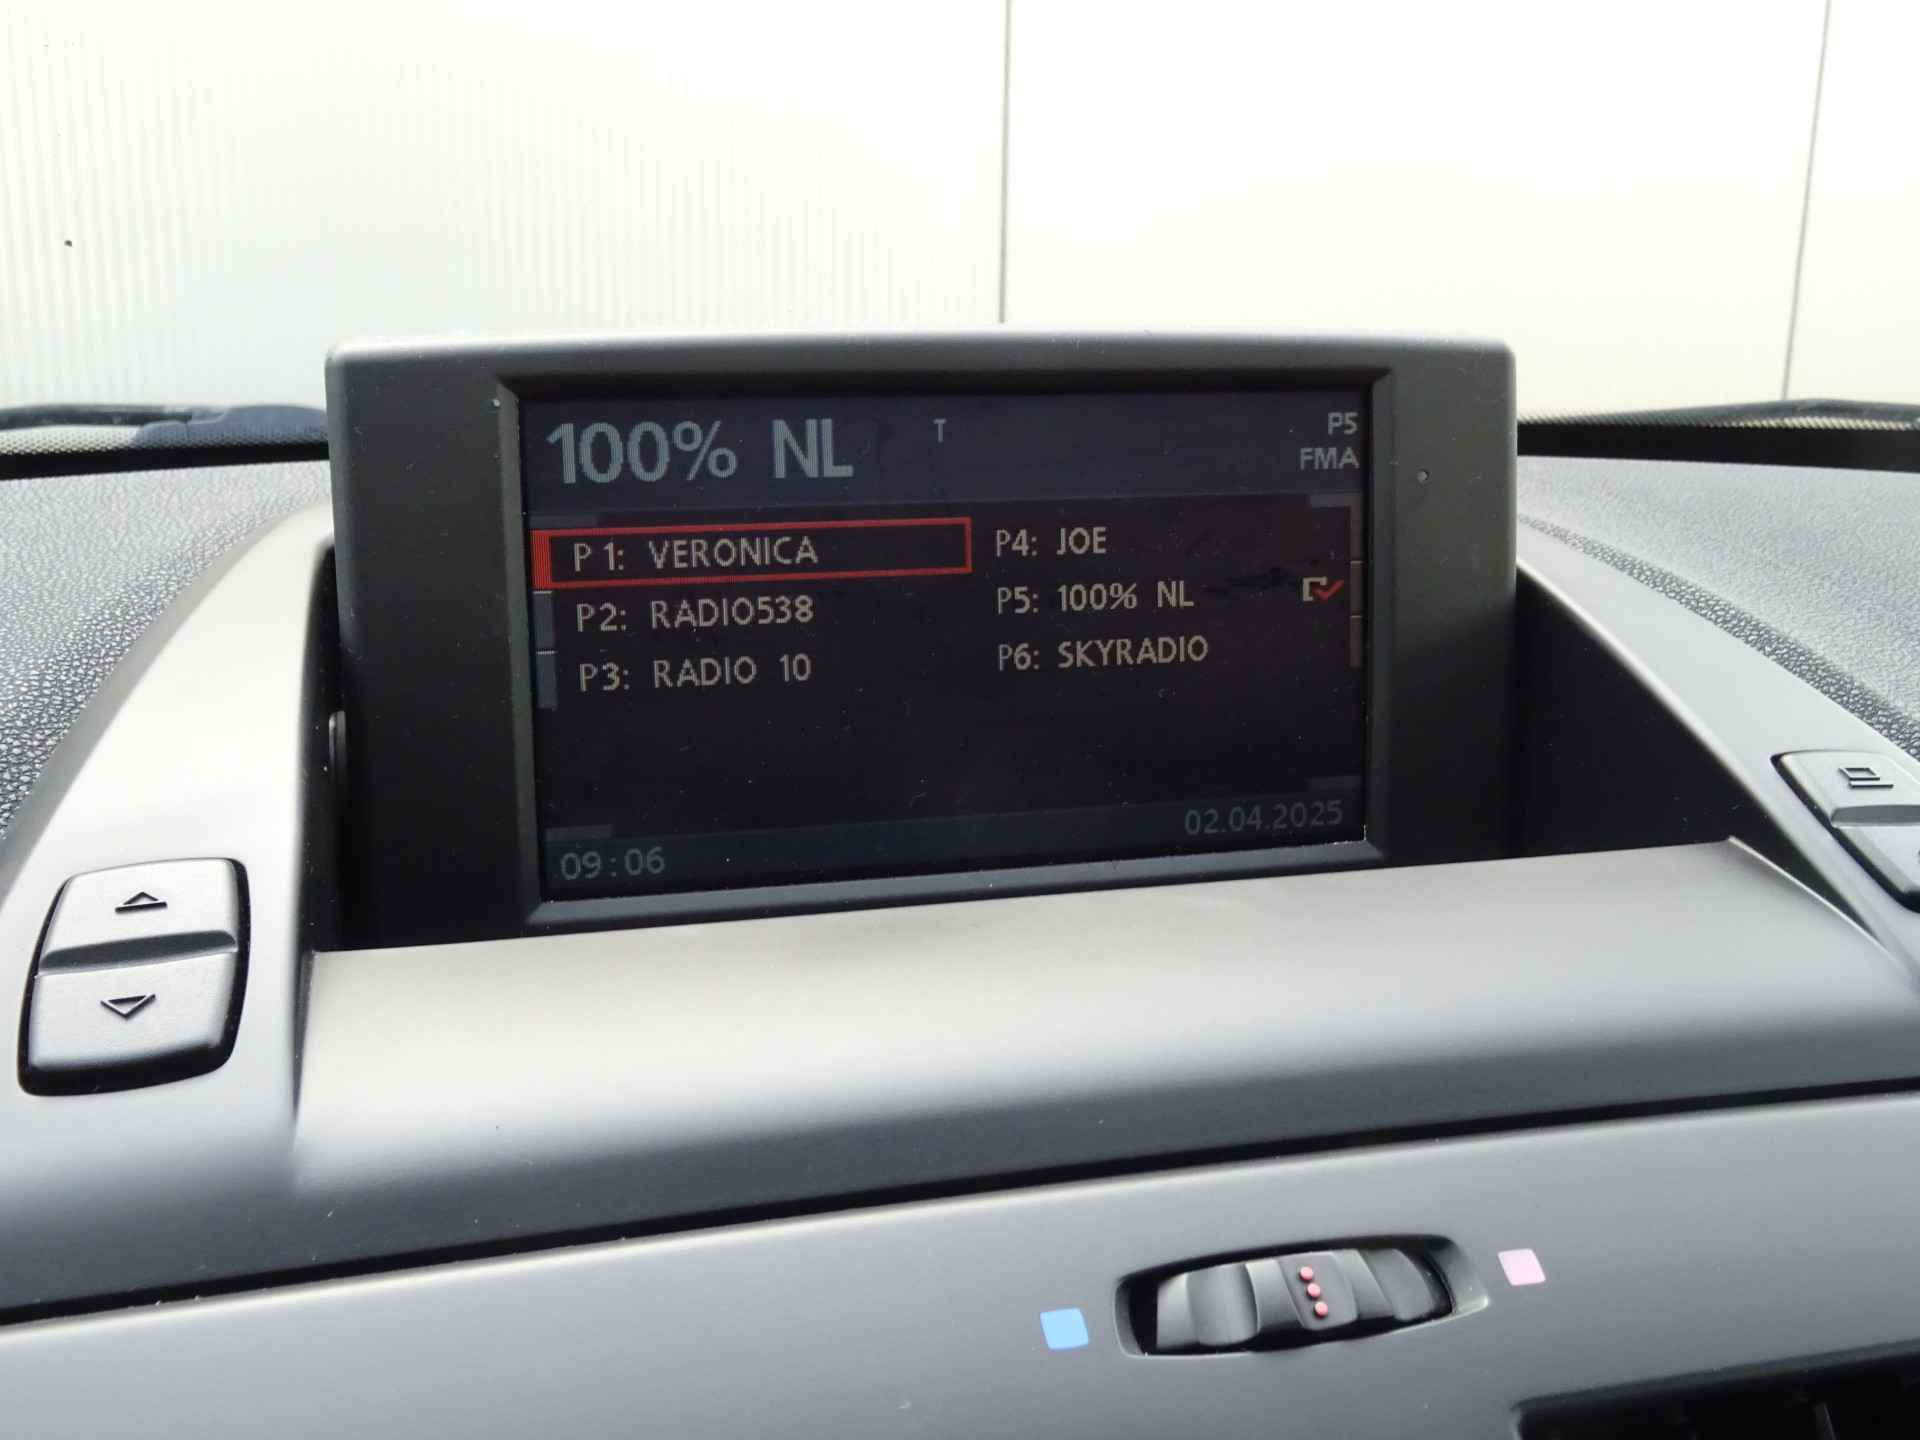 100% NL T P5
FMA
P1: VERONICA
P2: RADIO538
P3: RADIO 10
P4: JOE
P5: 100% NL
P6: SKYRADIO
09:06
02.04.2025